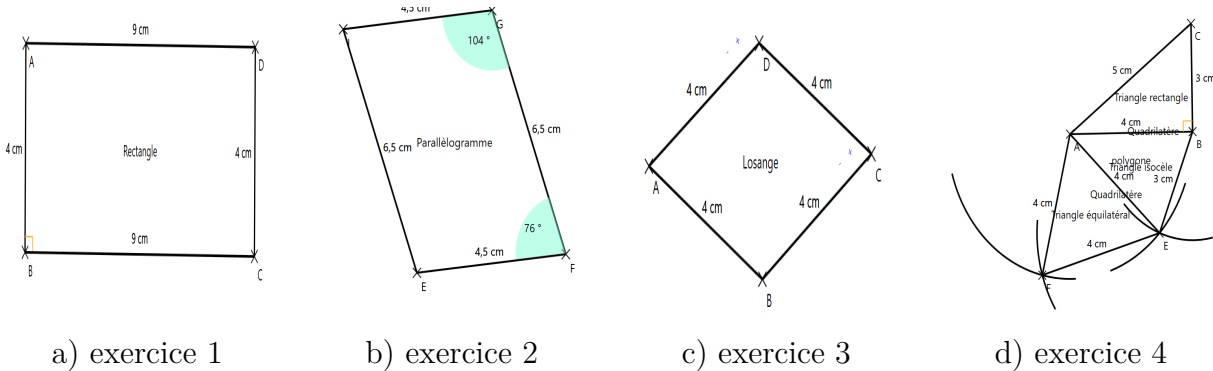 9 cm
A
D
4 cm
Rectangle
4 cm
9 cm
B
C
4,5 cm
G
104 °
6,5 cm
Parallèlogramme
6,5 cm
76 °
4,5 cm
E
F
D
4 cm
4 cm
Losange
A
C
4 cm
4 cm
B
C
5 cm
3 cm
Triangle rectangle
4 cm
Quadrilatère
A
B
polygone
Triangle isocèle
4 cm
3 cm
Quadrilatère
4 cm
Triangle équilatéral
4 cm
E
F
a) exercice 1
b) exercice 2
c) exercice 3
d) exercice 4